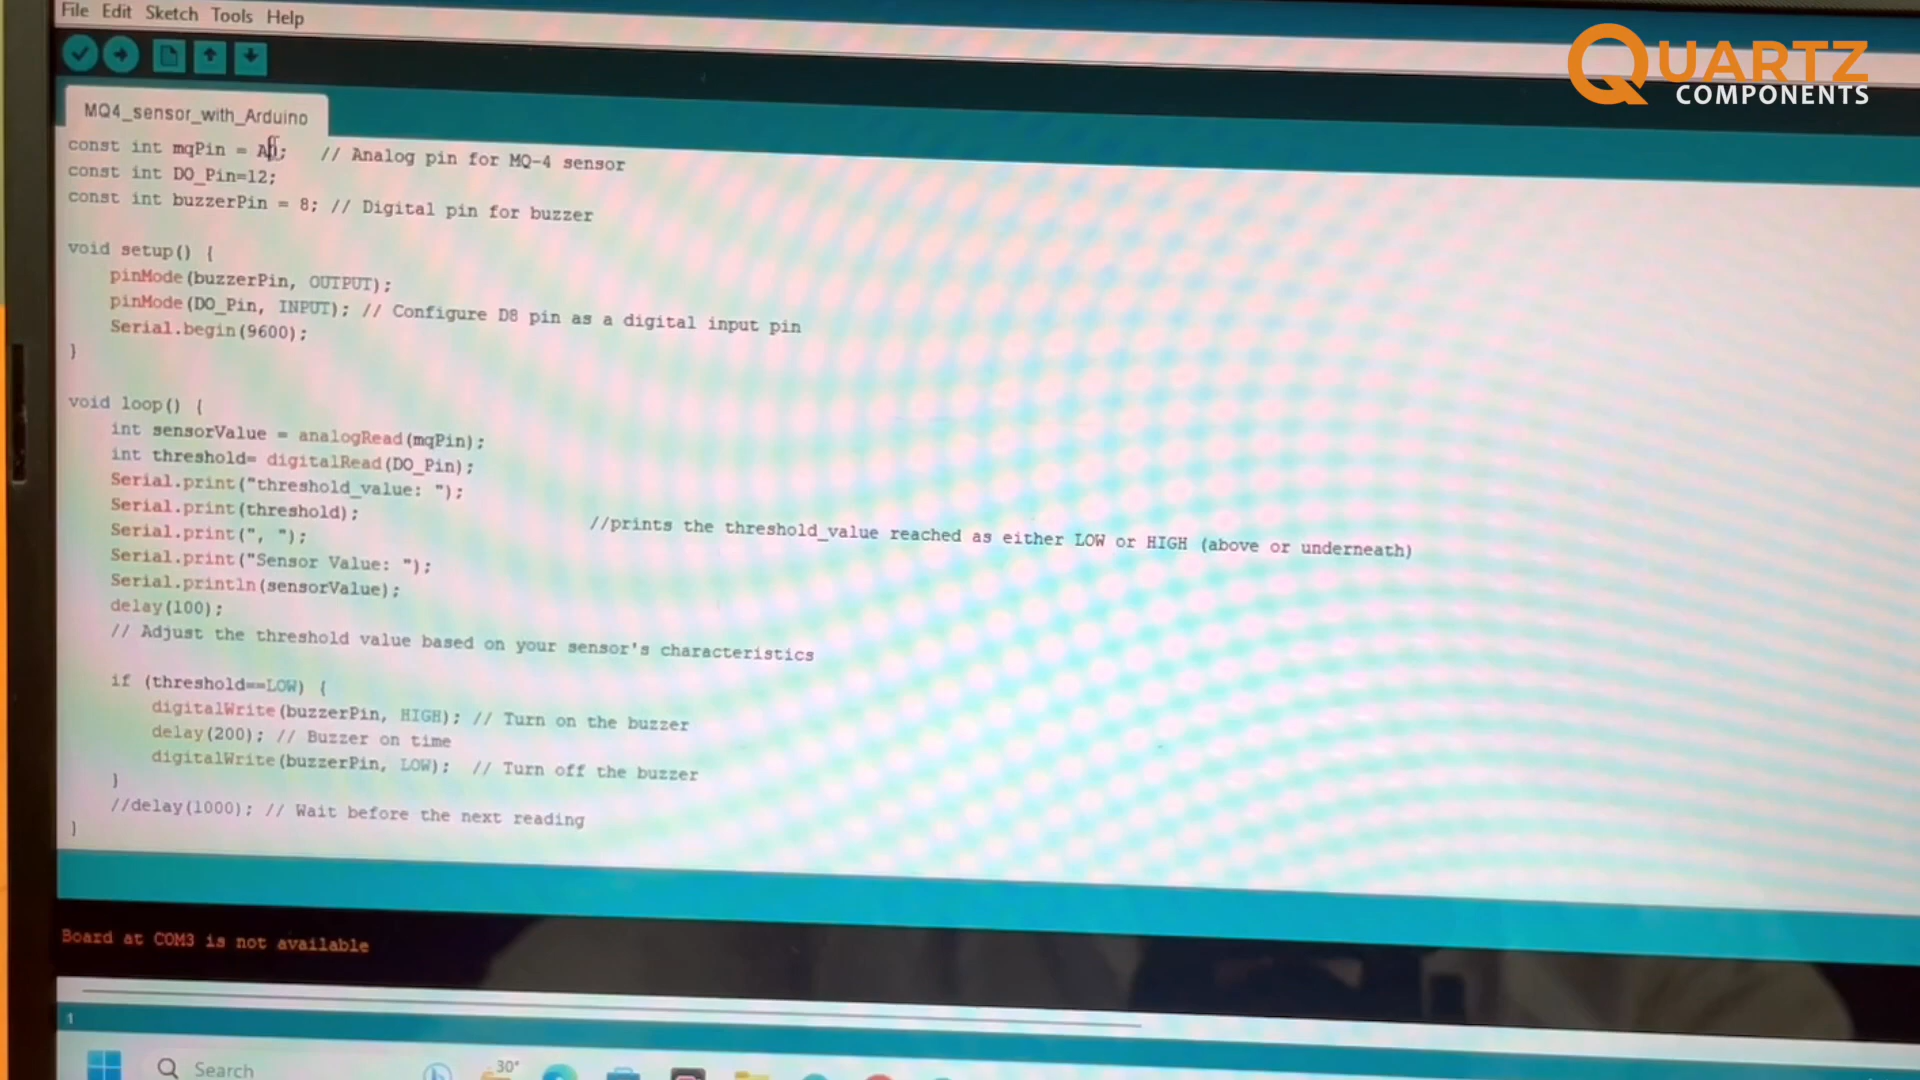 File Edit Sketch Tools Help
QUARTZ
COMPONENTS
MQ4_sensor_with_Arduino
const int mqPin = A0; // Analog pin for MQ-4 sensor
const int DO_Pin=12;
const int buzzerPin = 8; // Digital pin for buzzer
void setup() {
pinMode(buzzerPin, OUTPUT);
pinMode(DO_Pin, INPUT); // Configure D8 pin as a digital input pin
Serial.begin(9600);
}
void loop() {
int sensorValue = analogRead(mqPin);
int threshold= digitalRead(DO_Pin);
Serial.print("threshold_value: ");
Serial.print(threshold);
Serial.print(", "); //prints the threshold_value reached as either LOW or HIGH (above or underneath)
Serial.print("Sensor Value: ");
Serial.println(sensorValue);
delay(100);
// Adjust the threshold value based on your sensor's characteristics
if (threshold==LOW) {
digitalWrite(buzzerPin, HIGH); // Turn on the buzzer
delay(200); // Buzzer on time
digitalWrite(buzzerPin, LOW); // Turn off the buzzer
}
//delay(1000); // Wait before the next reading
}
Board at COM3 is not available
1
Search
30°